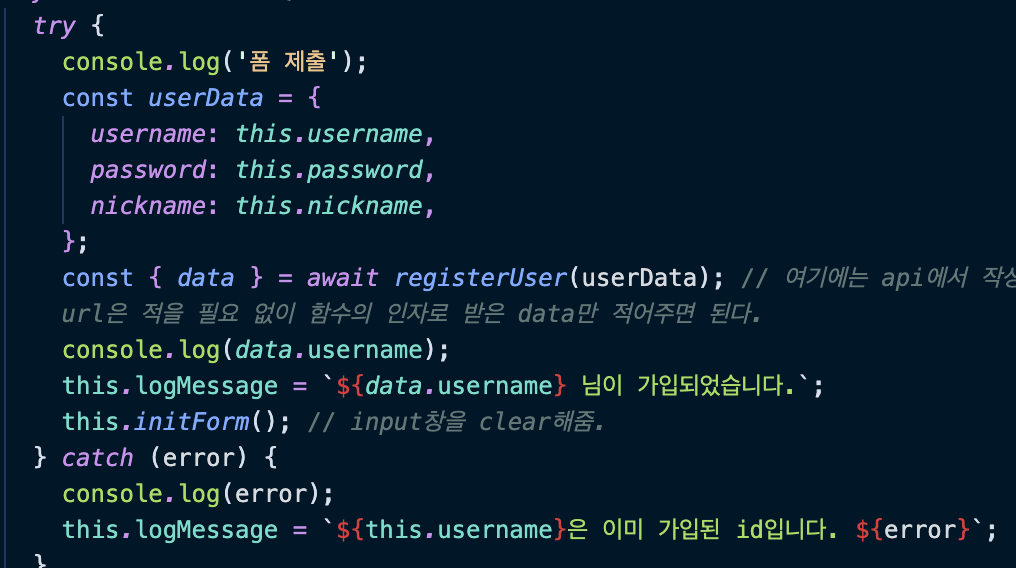 try {
console.log('폼 제출');
const userData = {
username: this.username,
password: this.password,
nickname: this.nickname,
};
const { data } = await registerUser(userData); // 여기에는 api에서
url은 적을 필요 없이 함수의 인자로 받은 data만 적어주면 된다.
console.log(data.username);
this.logMessage = `${data.username} 님이 가입되었습니다.`;
this.initForm(); // input창을 clear해줌.
} catch (error) {
console.log(error);
this.logMessage = `${this.username}은 이미 가입된 id입니다. ${error}`;
}